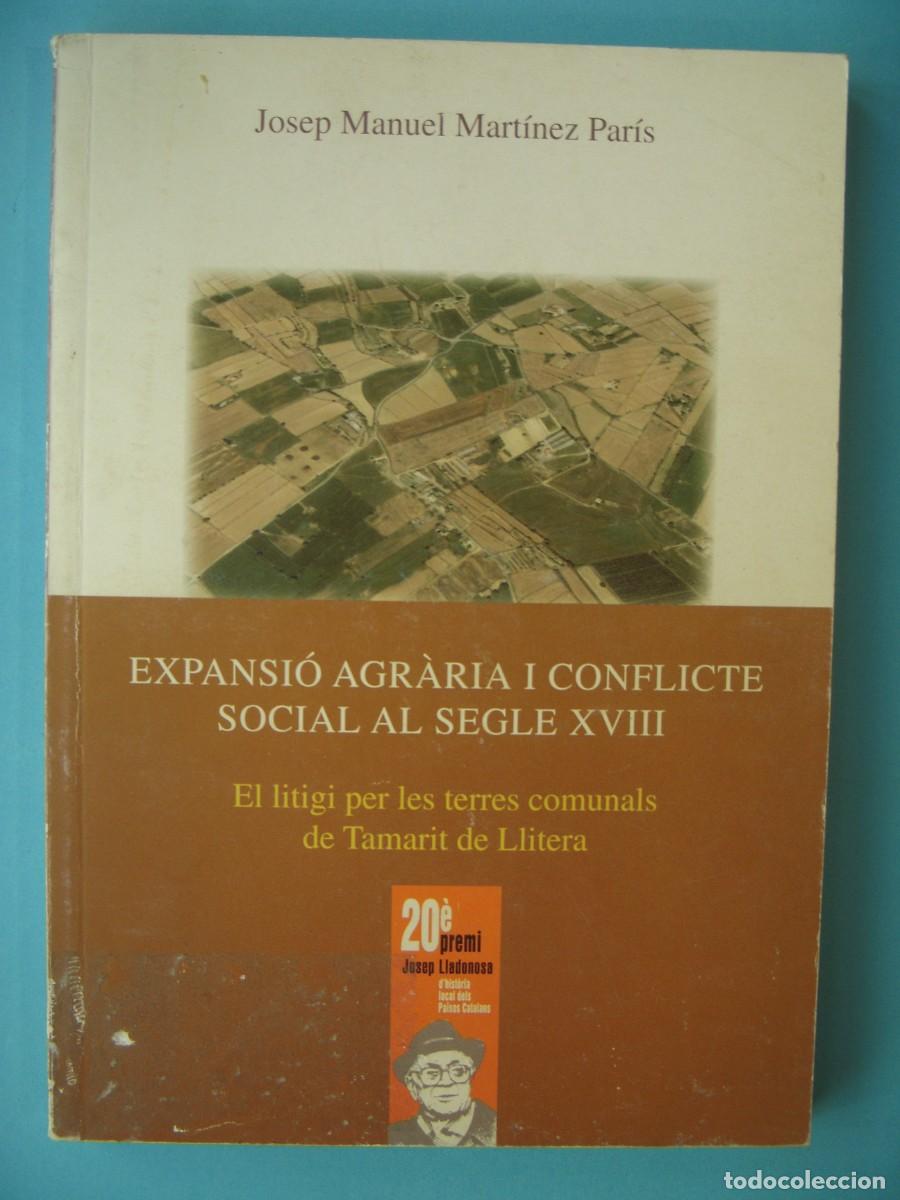 Josep Manuel Martínez París
EXPANSIÓ AGRÀRIA I CONFLICTE
SOCIAL AL SEGLE XVIII
El litigi per les terres comunals
de Tamarit de Llitera
20è
premi
Josep Lladonosa
d'història
local dels
Països Catalans
todocoleccion